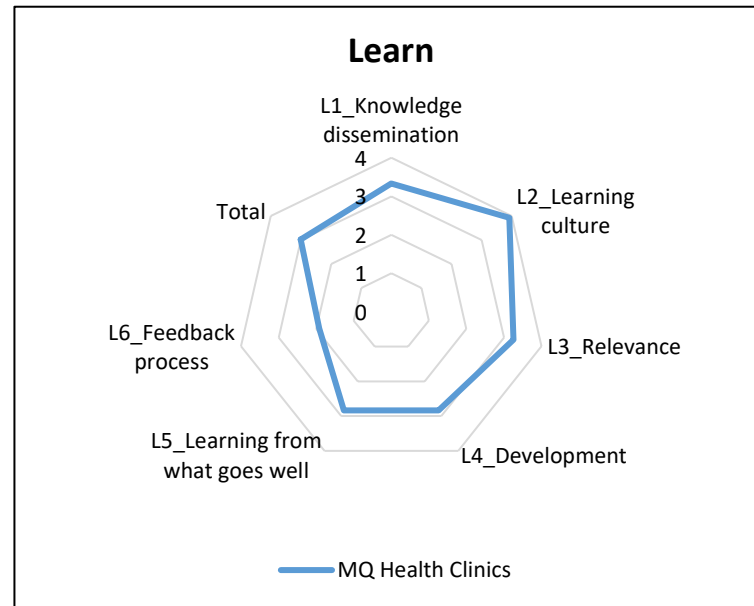 Learn
L1_Knowledge
dissemination
4
3
2
1
0
L2_Learning
culture
Total
L3_Relevance
L6_Feedback
process
L4_Development
L5_Learning from
what goes well
MQ Health Clinics